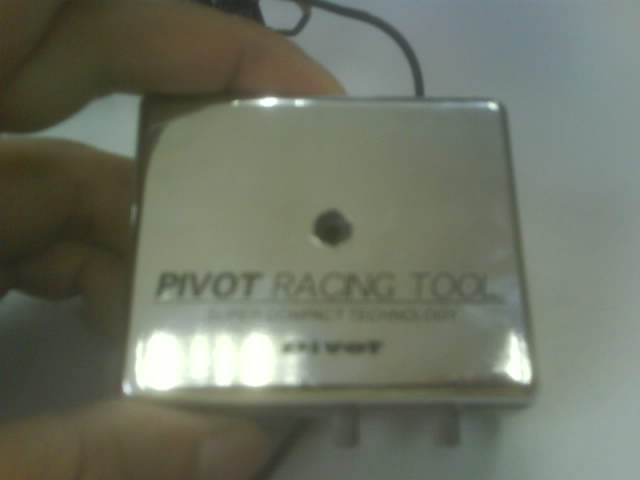 PIVOT RACING TOOL
SUPER COMPACT TECHNOLOGY
PIVOT